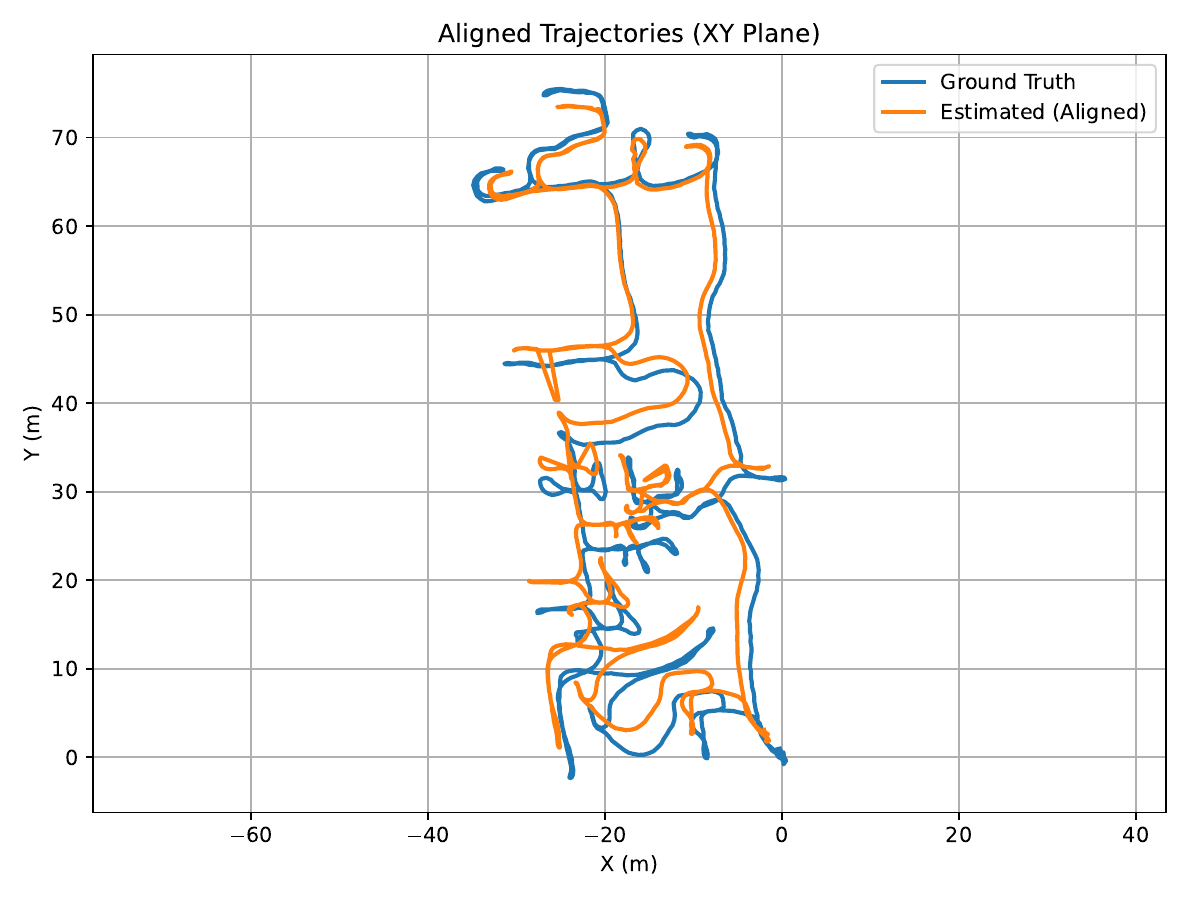 Aligned Trajectories (XY Plane)
Ground Truth
Estimated (Aligned)
70
60
50
40
30
20
10
0
Y (m)
−60 −40 −20 0 20 40
X (m)